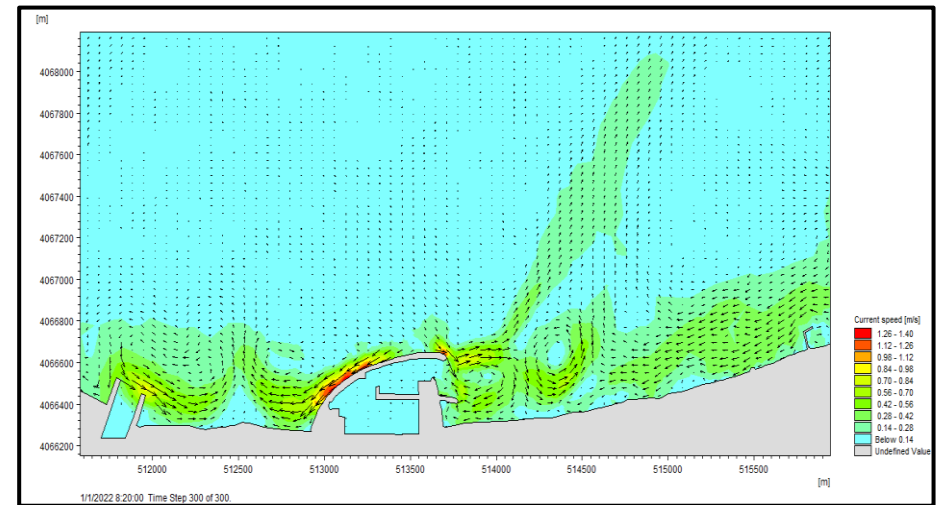 [m]
4068000
4067800
4067600
4067400
4067200
4067000
4066800
4066600
4066400
4066200
512000 512500 513000 513500 514000 514500 515000 515500
[m]
Current speed [m/s]
1.26 - 1.40
1.12 - 1.26
0.98 - 1.12
0.84 - 0.98
0.70 - 0.84
0.56 - 0.70
0.42 - 0.56
0.28 - 0.42
0.14 - 0.28
Below 0.14
Undefined Value
1/1/2022 8:20:00 Time Step 300 of 300.